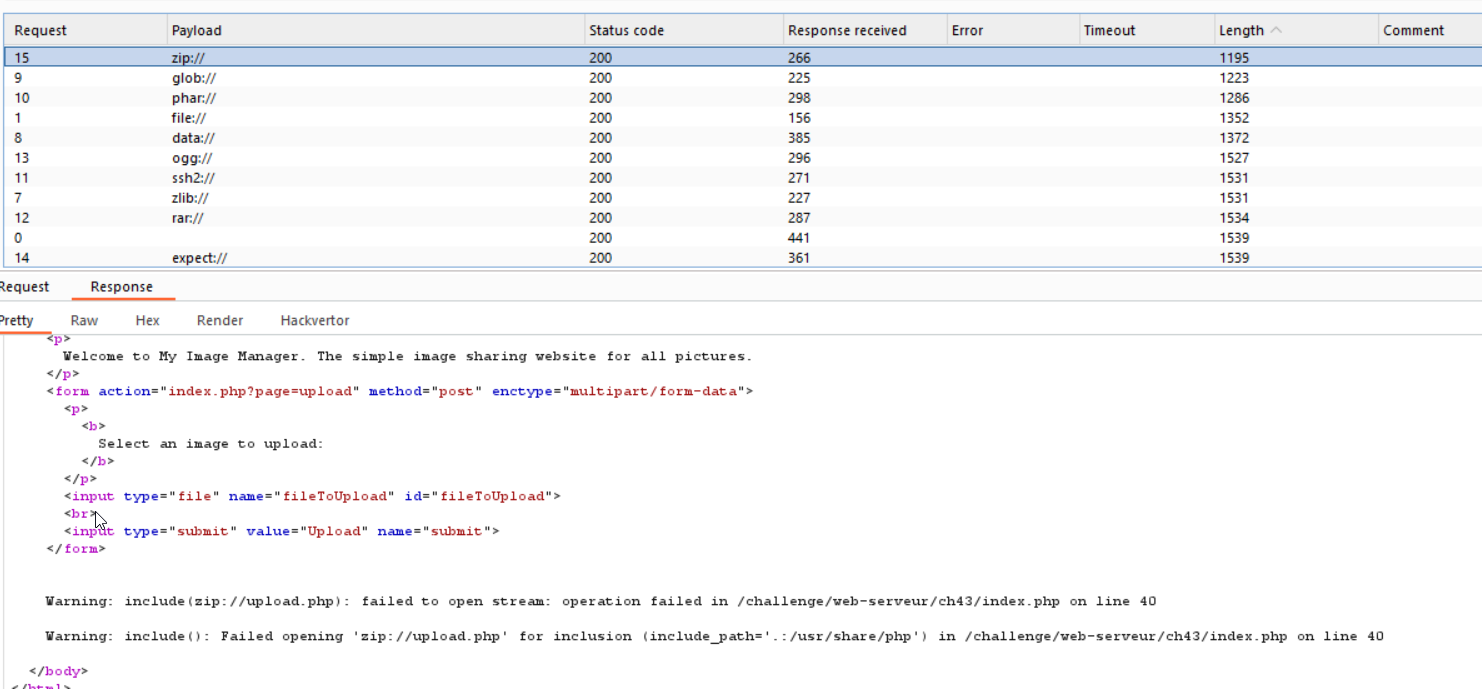 Request Payload Status code Response received Error Timeout Length Comment
15 zip:// 200 266 1195
9 glob:// 200 225 1223
10 phar:// 200 298 1286
1 file:// 200 156 1352
8 data:// 200 385 1372
13 ogg:// 200 296 1527
11 ssh2:// 200 271 1531
7 zlib:// 200 227 1531
12 rar:// 200 287 1534
0 200 441 1539
14 expect:// 200 361 1539
Request Response
Pretty Raw Hex Render Hackvertor
<p>
Welcome to My Image Manager. The simple image sharing website for all pictures.
</p>
<form action="index.php?page=upload" method="post" enctype="multipart/form-data">
<p>
<b>
Select an image to upload:
</b>
</p>
<input type="file" name="fileToUpload" id="fileToUpload">
<br>
<input type="submit" value="Upload" name="submit">
</form>
Warning: include(zip://upload.php): failed to open stream: operation failed in /challenge/web-serveur/ch43/index.php on line 40
Warning: include(): Failed opening 'zip://upload.php' for inclusion (include_path='.:/usr/share/php') in /challenge/web-serveur/ch43/index.php on line 40
</body>
</html>